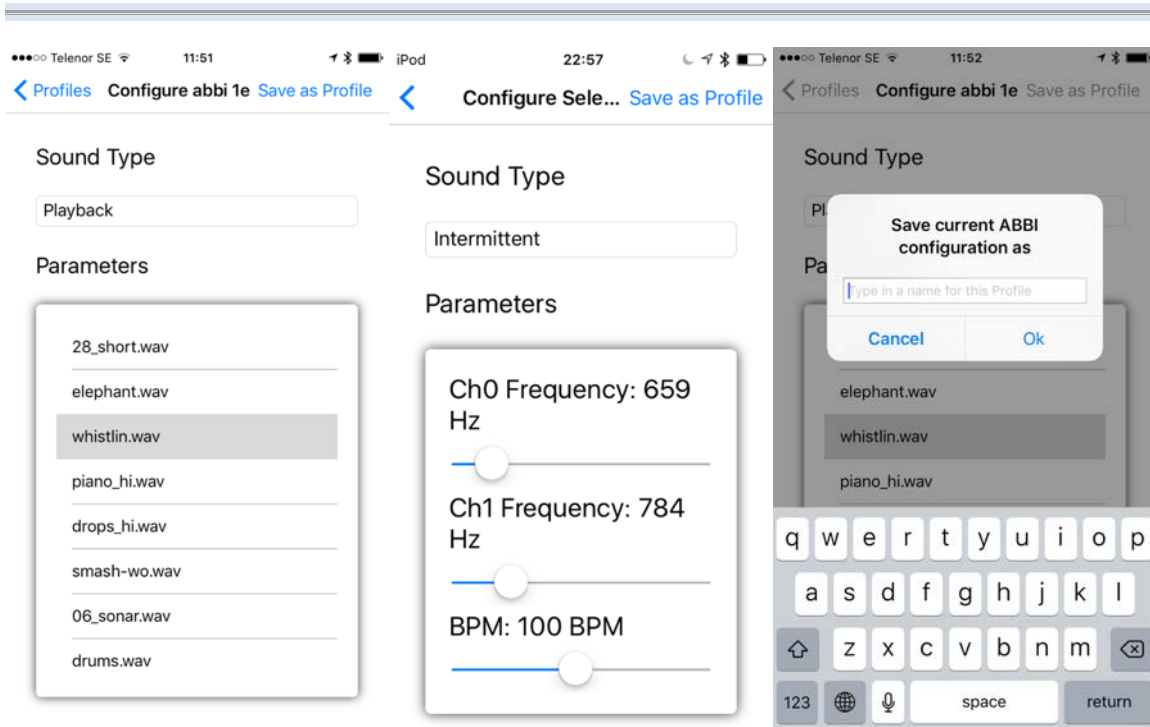 Telenor SE 11:51
Profiles Configure abbi 1e Save as Profile
Sound Type
Playback
Parameters
28_short.wav
elephant.wav
whistlin.wav
piano_hi.wav
drops_hi.wav
smash-wo.wav
06_sonar.wav
drums.wav
iPod 22:57
Configure Sele... Save as Profile
Sound Type
Intermittent
Parameters
Ch0 Frequency: 659
Hz
Ch1 Frequency: 784
Hz
BPM: 100 BPM
Telenor SE 11:52
Profiles Configure abbi 1e Save as Profile
Sound Type
Pl
Save current ABBI
configuration as
Pa
Type in a name for this Profile
Cancel Ok
elephant.wav
whistlin.wav
piano_hi.wav
q w e r t y u i o p
a s d f g h j k l
z x c v b n m
123 space return